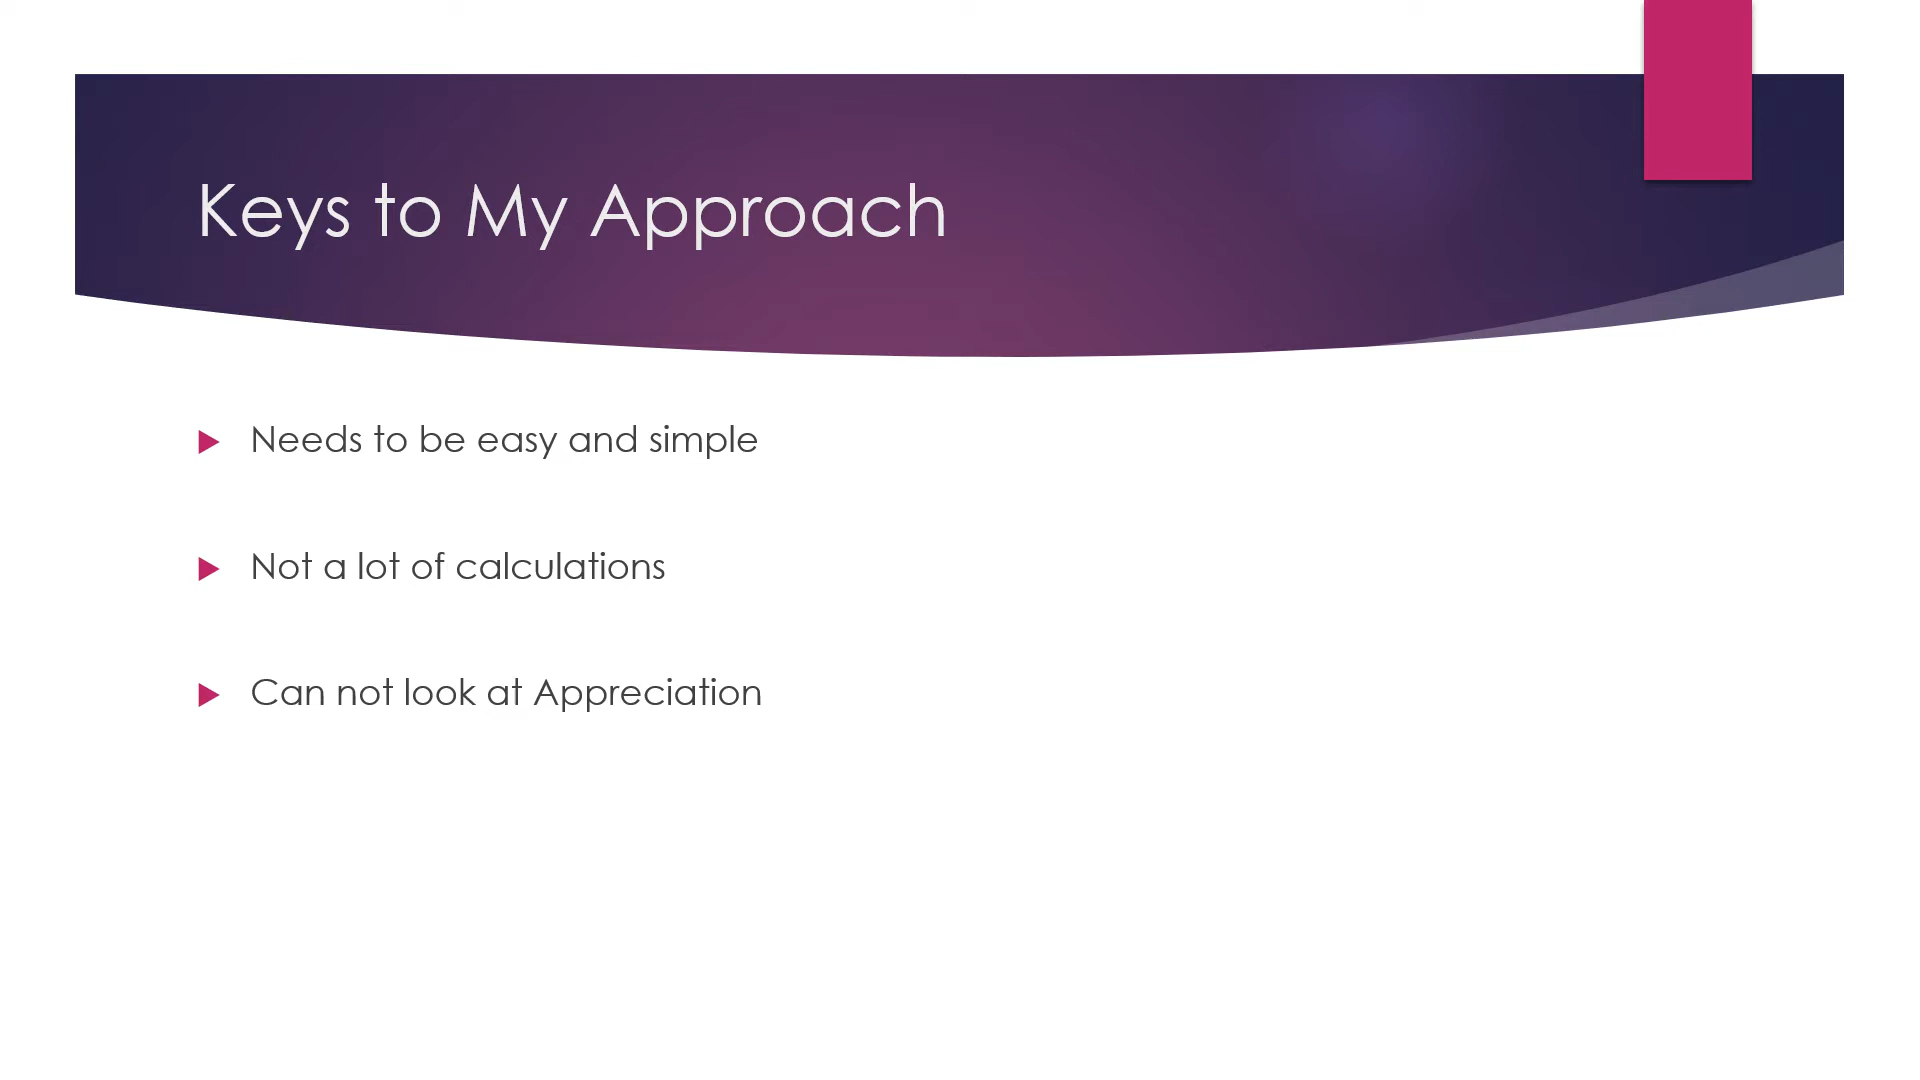 Keys to My Approach
Needs to be easy and simple
Not a lot of calculations
Can not look at Appreciation